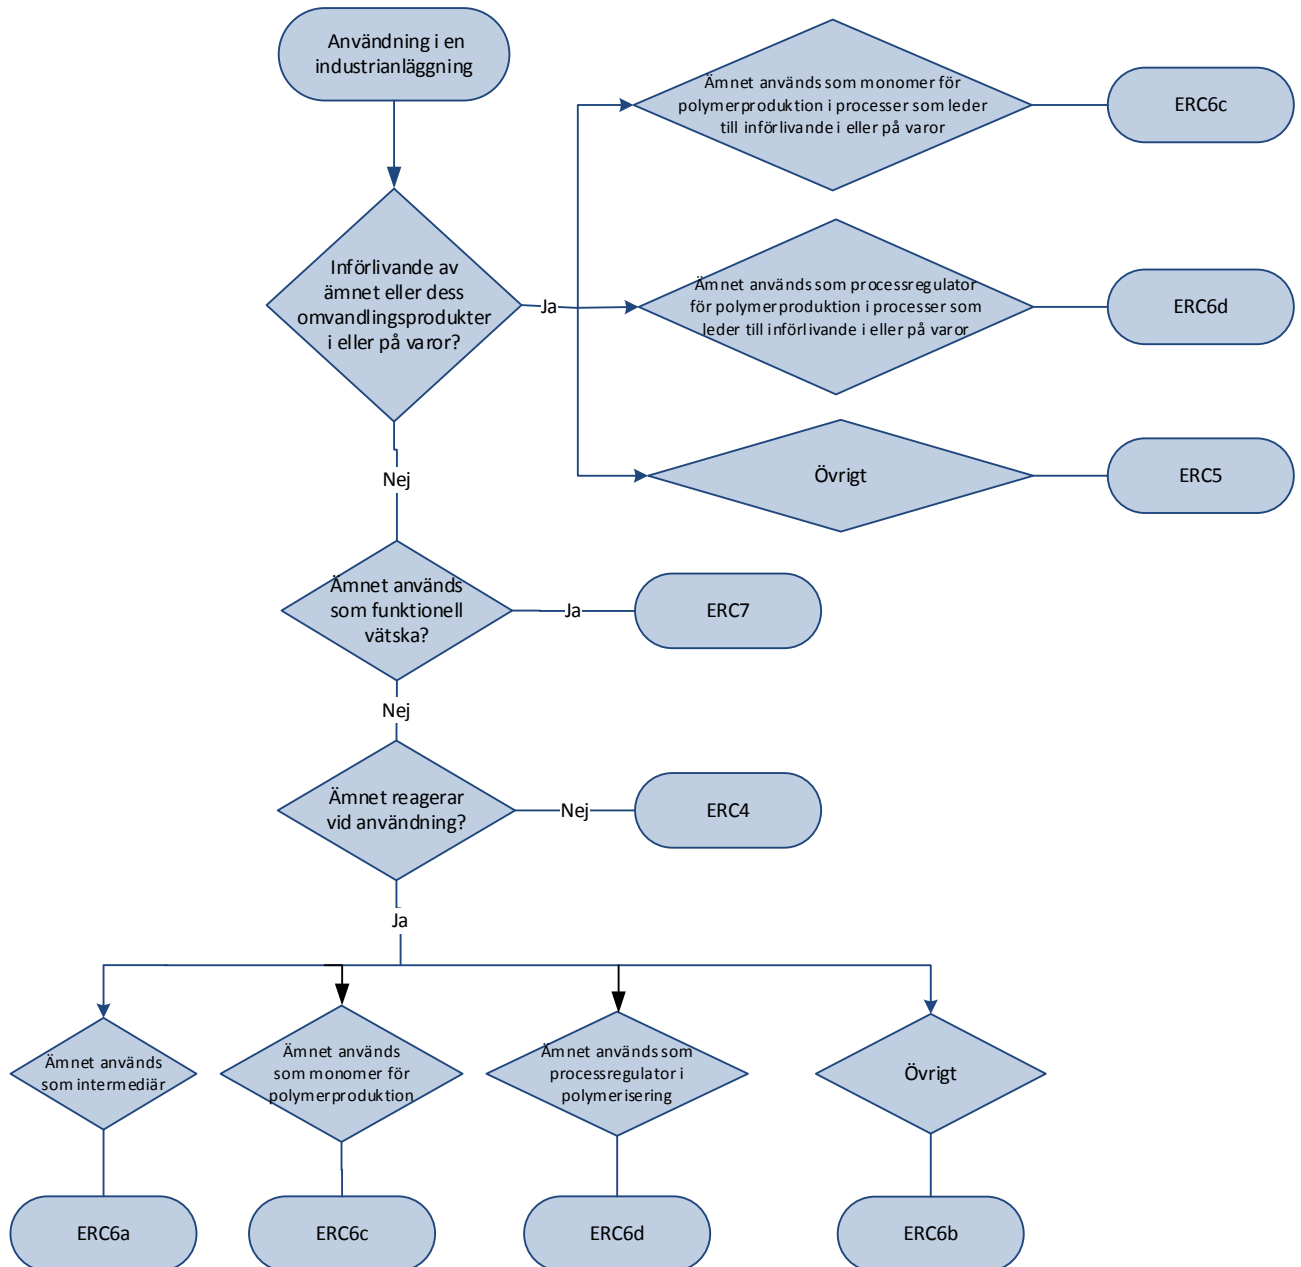 Användning i en
industrianläggning
Ämnet används som monomer för
polymerproduktion i processer som leder
till införlivande i eller på varor
ERC6c
Införlivande av
ämnet eller dess
omvandlingsprodukter
i eller på varor?
Ja
Ämnet används som processregulator
för polymerproduktion i processer som
leder till införlivande i eller på varor
ERC6d
Övrigt
ERC5
Nej
Ämnet används
som funktionell
vätska?
Ja
ERC7
Nej
Ämnet reagerar
vid användning?
Nej
ERC4
Ja
Ämnet används
som intermediär
Ämnet används
som monomer för
polymerproduktion
Ämnet används som
processregulator i
polymerisering
Övrigt
ERC6a
ERC6c
ERC6d
ERC6b